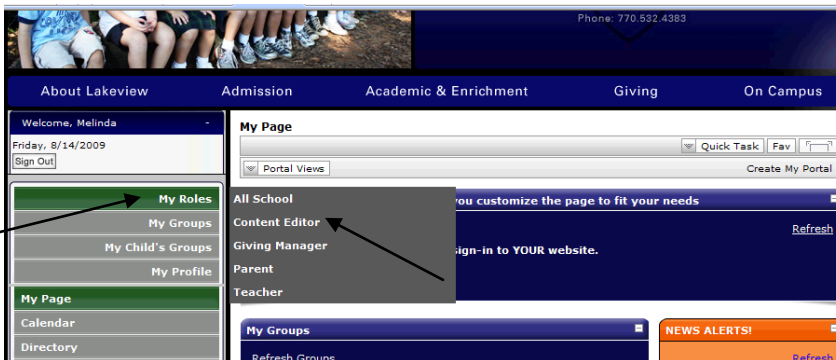 Phone: 770.532.4383
About Lakeview Admission Academic & Enrichment Giving On Campus
Welcome, Melinda -
Friday, 8/14/2009
Sign Out
My Roles
My Groups
My Child's Groups
My Profile
My Page
Calendar
Directory
All School
Content Editor
Giving Manager
Parent
Teacher
My Page
Quick Task Fav
Portal Views Create My Portal
you customize the page to fit your needs
Refresh
sign-in to YOUR website.
My Groups
Refresh Groups
NEWS ALERTS!
Refresh